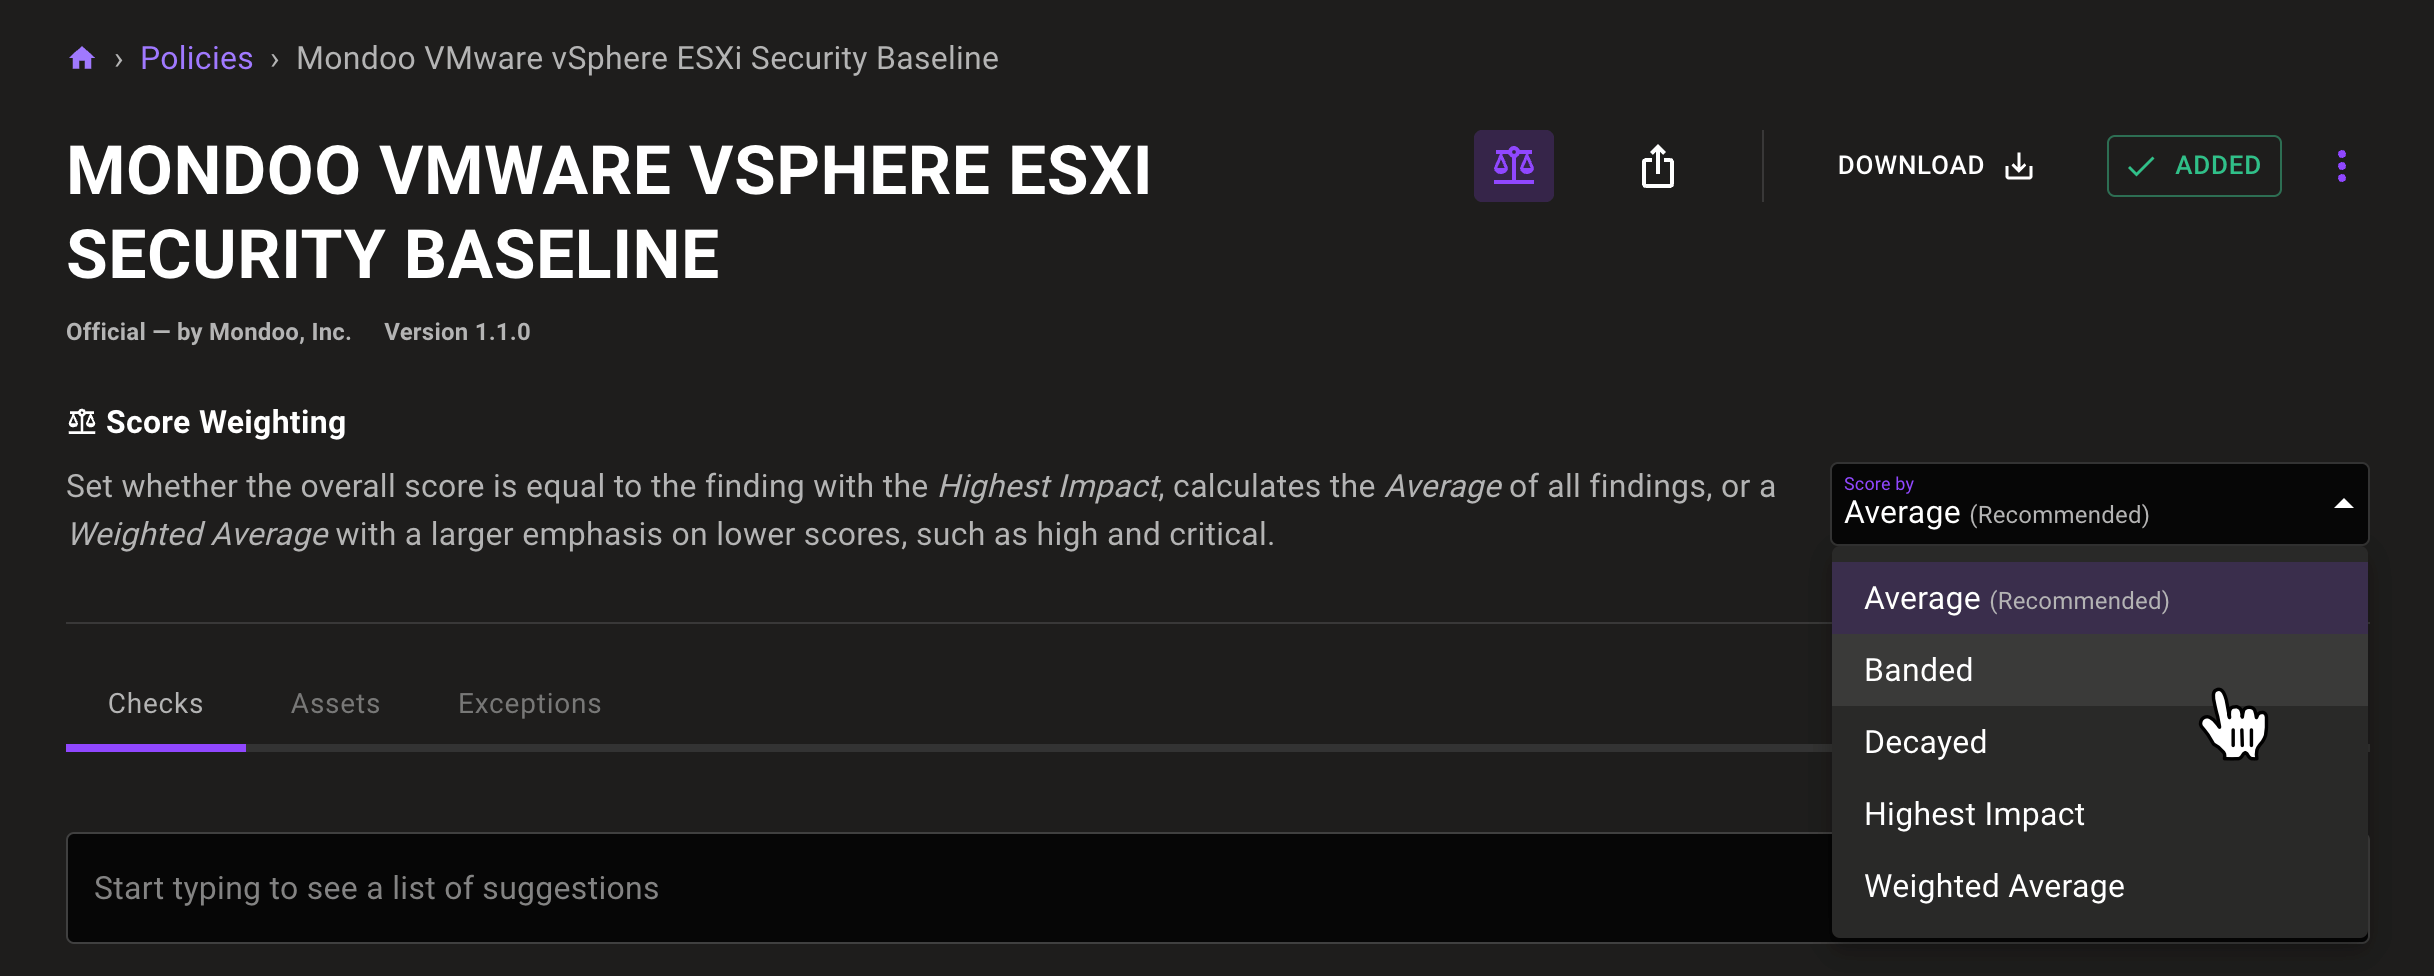 › Policies › Mondoo VMware vSphere ESXi Security Baseline
MONDOO VMWARE VSPHERE ESXI
SECURITY BASELINE
DOWNLOAD
ADDED
Official — by Mondoo, Inc. Version 1.1.0
Score Weighting
Set whether the overall score is equal to the finding with the Highest Impact, calculates the Average of all findings, or a
Weighted Average with a larger emphasis on lower scores, such as high and critical.
Score by
Average (Recommended)
Average (Recommended)
Banded
Decayed
Highest Impact
Weighted Average
Checks Assets Exceptions
Start typing to see a list of suggestions